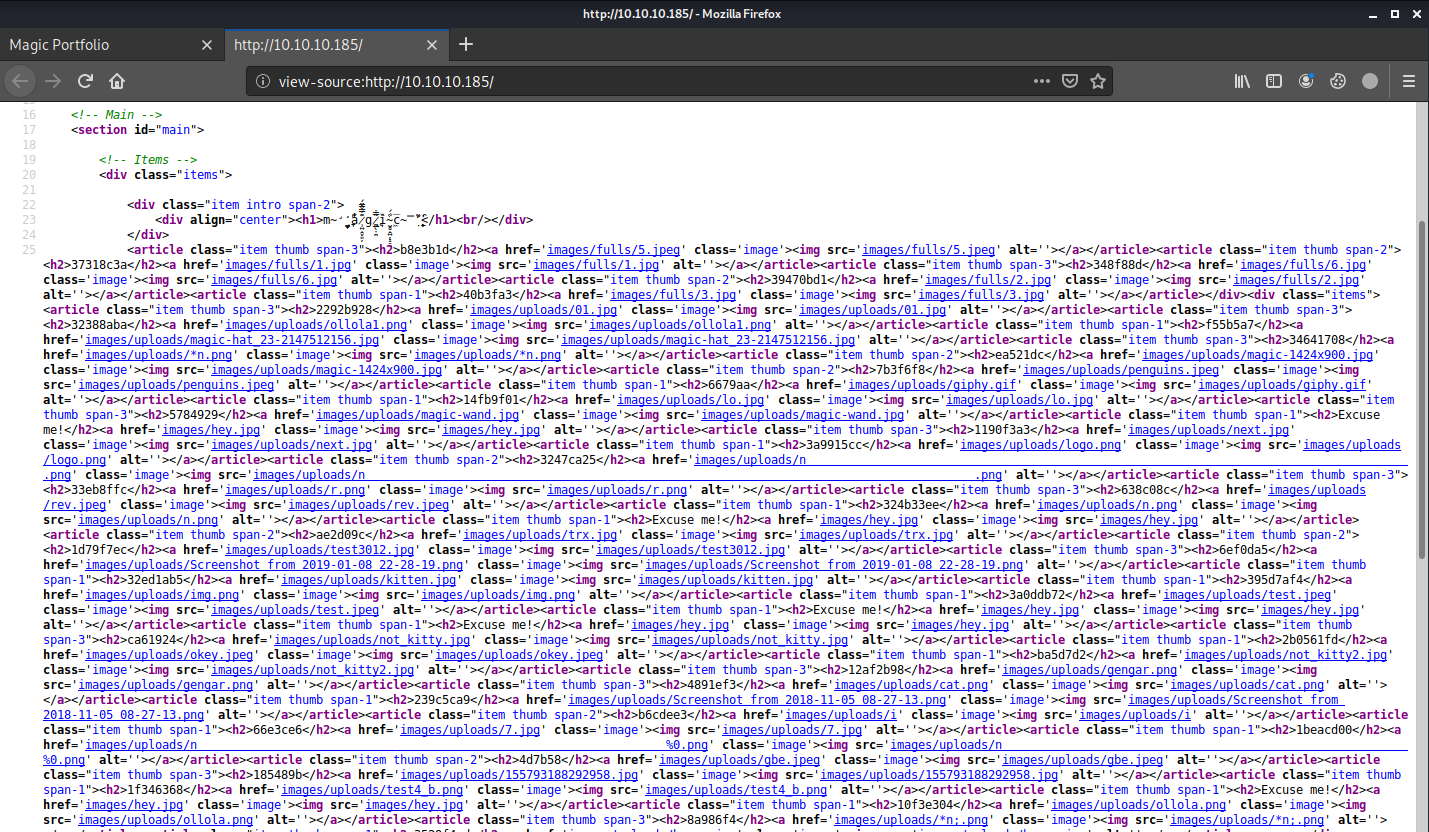 http://10.10.10.185/ - Mozilla Firefox
Magic Portfolio
http://10.10.10.185/
view-source:http://10.10.10.185/
16 <!-- Main -->
17 <section id="main">
18
19 <!-- Items -->
20 <div class="items">
21
22 <div class="item intro span-2">
23 <div align="center"><h1></h1><br/></div>
24 </div>
25 <article class="item thumb span-3"><h2>b8e3b1d</h2><a href='images/fulls/5.jpeg' class='image'><img src='images/fulls/5.jpeg' alt=''></a></article><article class="item thumb span-2">
<h2>37318c3a</h2><a href='images/fulls/1.jpg' class='image'><img src='images/fulls/1.jpg' alt=''></a></article><article class="item thumb span-3"><h2>348f88d</h2><a href='images/fulls/6.jpg'
class='image'><img src='images/fulls/6.jpg' alt=''></a></article><article class="item thumb span-2"><h2>39470bd1</h2><a href='images/fulls/2.jpg' class='image'><img src='images/fulls/2.jpg'
alt=''></a></article><article class="item thumb span-1"><h2>40b3fa3</h2><a href='images/fulls/3.jpg' class='image'><img src='images/fulls/3.jpg' alt=''></a></article></div><div class="items">
<article class="item thumb span-3"><h2>2292b928</h2><a href='images/uploads/01.jpg' class='image'><img src='images/uploads/01.jpg' alt=''></a></article><article class="item thumb span-3">
<h2>32388aba</h2><a href='images/uploads/ollola1.png' class='image'><img src='images/uploads/ollola1.png' alt=''></a></article><article class="item thumb span-1"><h2>f55b5a7</h2><a
href='images/uploads/magic-hat_23-2147512156.jpg' class='image'><img src='images/uploads/magic-hat_23-2147512156.jpg' alt=''></a></article><article class="item thumb span-3"><h2>34641708</h2><a
href='images/uploads/*n.png' class='image'><img src='images/uploads/*n.png' alt=''></a></article><article class="item thumb span-2"><h2>ea521dc</h2><a href='images/uploads/magic-1424x900.jpg'
class='image'><img src='images/uploads/magic-1424x900.jpg' alt=''></a></article><article class="item thumb span-2"><h2>7b3f6f8</h2><a href='images/uploads/penguins.jpeg' class='image'><img
src='images/uploads/penguins.jpeg' alt=''></a></article><article class="item thumb span-1"><h2>6679aa</h2><a href='images/uploads/giphy.gif' class='image'><img src='images/uploads/giphy.gif'
alt=''></a></article><article class="item thumb span-1"><h2>14fb9f01</h2><a href='images/uploads/lo.jpg' class='image'><img src='images/uploads/lo.jpg' alt=''></a></article><article class="item
thumb span-3"><h2>5784929</h2><a href='images/uploads/magic-wand.jpg' class='image'><img src='images/uploads/magic-wand.jpg' alt=''></a></article><article class="item thumb span-1"><h2>Excuse
me!</h2><a href='images/hey.jpg' class='image'><img src='images/hey.jpg' alt=''></a></article><article class="item thumb span-3"><h2>1190f3a3</h2><a href='images/uploads/next.jpg'
class='image'><img src='images/uploads/next.jpg' alt=''></a></article><article class="item thumb span-1"><h2>3a9915cc</h2><a href='images/uploads/logo.png' class='image'><img src='images/uploads
/logo.png' alt=''></a></article><article class="item thumb span-2"><h2>3247ca25</h2><a href='images/uploads/n
.png' class='image'><img src='images/uploads/n .png' alt=''></a></article><article class="item thumb span-3">
<h2>33eb8ffc</h2><a href='images/uploads/r.png' class='image'><img src='images/uploads/r.png' alt=''></a></article><article class="item thumb span-3"><h2>638c08c</h2><a href='images/uploads
/rev.jpeg' class='image'><img src='images/uploads/rev.jpeg' alt=''></a></article><article class="item thumb span-1"><h2>324b33ee</h2><a href='images/uploads/n.png' class='image'><img
src='images/uploads/n.png' alt=''></a></article><article class="item thumb span-1"><h2>Excuse me!</h2><a href='images/hey.jpg' class='image'><img src='images/hey.jpg' alt=''></a></article>
<article class="item thumb span-2"><h2>ae2d09c</h2><a href='images/uploads/trx.jpg' class='image'><img src='images/uploads/trx.jpg' alt=''></a></article><article class="item thumb span-2">
<h2>1d79f7ec</h2><a href='images/uploads/test3012.jpg' class='image'><img src='images/uploads/test3012.jpg' alt=''></a></article><article class="item thumb span-3"><h2>6ef0da5</h2><a
href='images/uploads/Screenshot from 2019-01-08 22-28-19.png' class='image'><img src='images/uploads/Screenshot from 2019-01-08 22-28-19.png' alt=''></a></article><article class="item thumb
span-1"><h2>32ed1ab5</h2><a href='images/uploads/kitten.jpg' class='image'><img src='images/uploads/kitten.jpg' alt=''></a></article><article class="item thumb span-1"><h2>395d7af4</h2><a
href='images/uploads/img.png' class='image'><img src='images/uploads/img.png' alt=''></a></article><article class="item thumb span-1"><h2>3a0ddb72</h2><a href='images/uploads/test.jpeg'
class='image'><img src='images/uploads/test.jpeg' alt=''></a></article><article class="item thumb span-1"><h2>Excuse me!</h2><a href='images/hey.jpg' class='image'><img src='images/hey.jpg'
alt=''></a></article><article class="item thumb span-1"><h2>Excuse me!</h2><a href='images/hey.jpg' class='image'><img src='images/hey.jpg' alt=''></a></article><article class="item thumb
span-3"><h2>ca61924</h2><a href='images/uploads/not_kitty.jpg' class='image'><img src='images/uploads/not_kitty.jpg' alt=''></a></article><article class="item thumb span-1"><h2>2b0561fd</h2><a
href='images/uploads/okey.jpeg' class='image'><img src='images/uploads/okey.jpeg' alt=''></a></article><article class="item thumb span-1"><h2>ba5d7d2</h2><a href='images/uploads/not_kitty2.jpg'
class='image'><img src='images/uploads/not_kitty2.jpg' alt=''></a></article><article class="item thumb span-3"><h2>12af2b98</h2><a href='images/uploads/gengar.png' class='image'><img
src='images/uploads/gengar.png' alt=''></a></article><article class="item thumb span-3"><h2>4891ef3</h2><a href='images/uploads/cat.png' class='image'><img src='images/uploads/cat.png' alt=''>
</a></article><article class="item thumb span-1"><h2>239c5ca9</h2><a href='images/uploads/Screenshot from 2018-11-05 08-27-13.png' class='image'><img src='images/uploads/Screenshot from
2018-11-05 08-27-13.png' alt=''></a></article><article class="item thumb span-2"><h2>b6cdee3</h2><a href='images/uploads/i' class='image'><img src='images/uploads/i' alt=''></a></article><article
class="item thumb span-1"><h2>66e3ce6</h2><a href='images/uploads/7.jpg' class='image'><img src='images/uploads/7.jpg' alt=''></a></article><article class="item thumb span-1"><h2>1beacd00</h2><a
href='images/uploads/n %0.png' class='image'><img src='images/uploads/n
%0.png' alt=''></a></article><article class="item thumb span-2"><h2>4d7b58</h2><a href='images/uploads/gbe.jpeg' class='image'><img src='images/uploads/gbe.jpeg' alt=''></a></article><article
class="item thumb span-3"><h2>185489b</h2><a href='images/uploads/155793188292958.jpg' class='image'><img src='images/uploads/155793188292958.jpg' alt=''></a></article><article class="item thumb
span-1"><h2>1f346368</h2><a href='images/uploads/test4_b.png' class='image'><img src='images/uploads/test4_b.png' alt=''></a></article><article class="item thumb span-1"><h2>Excuse me!</h2><a
href='images/hey.jpg' class='image'><img src='images/hey.jpg' alt=''></a></article><article class="item thumb span-1"><h2>10f3e304</h2><a href='images/uploads/ollola.png' class='image'><img
src='images/uploads/ollola.png' alt=''></a></article><article class="item thumb span-3"><h2>8a986f4</h2><a href='images/uploads/*n;.png' class='image'><img src='images/uploads/*n;.png' alt=''>